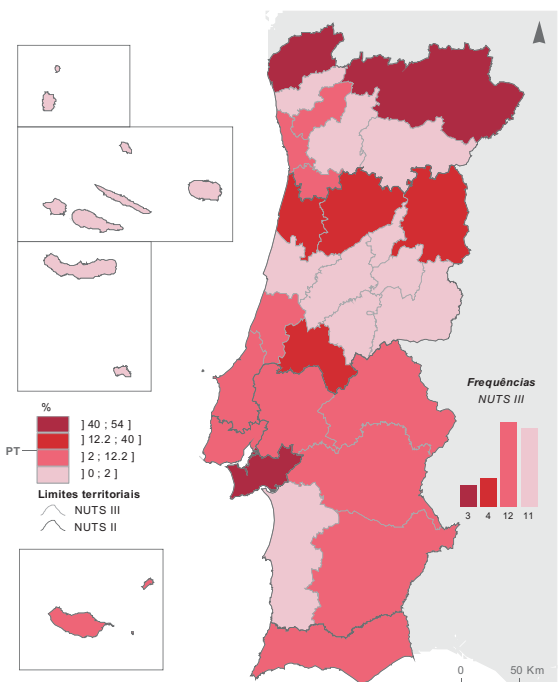 Frequências
NUTS III
3 4 12 11
%
] 40 ; 54 ]
] 12.2 ; 40 ]
PT
] 2 ; 12.2 ]
] 0 ; 2 ]
Limites territoriais
NUTS III
NUTS II
0 50 Km